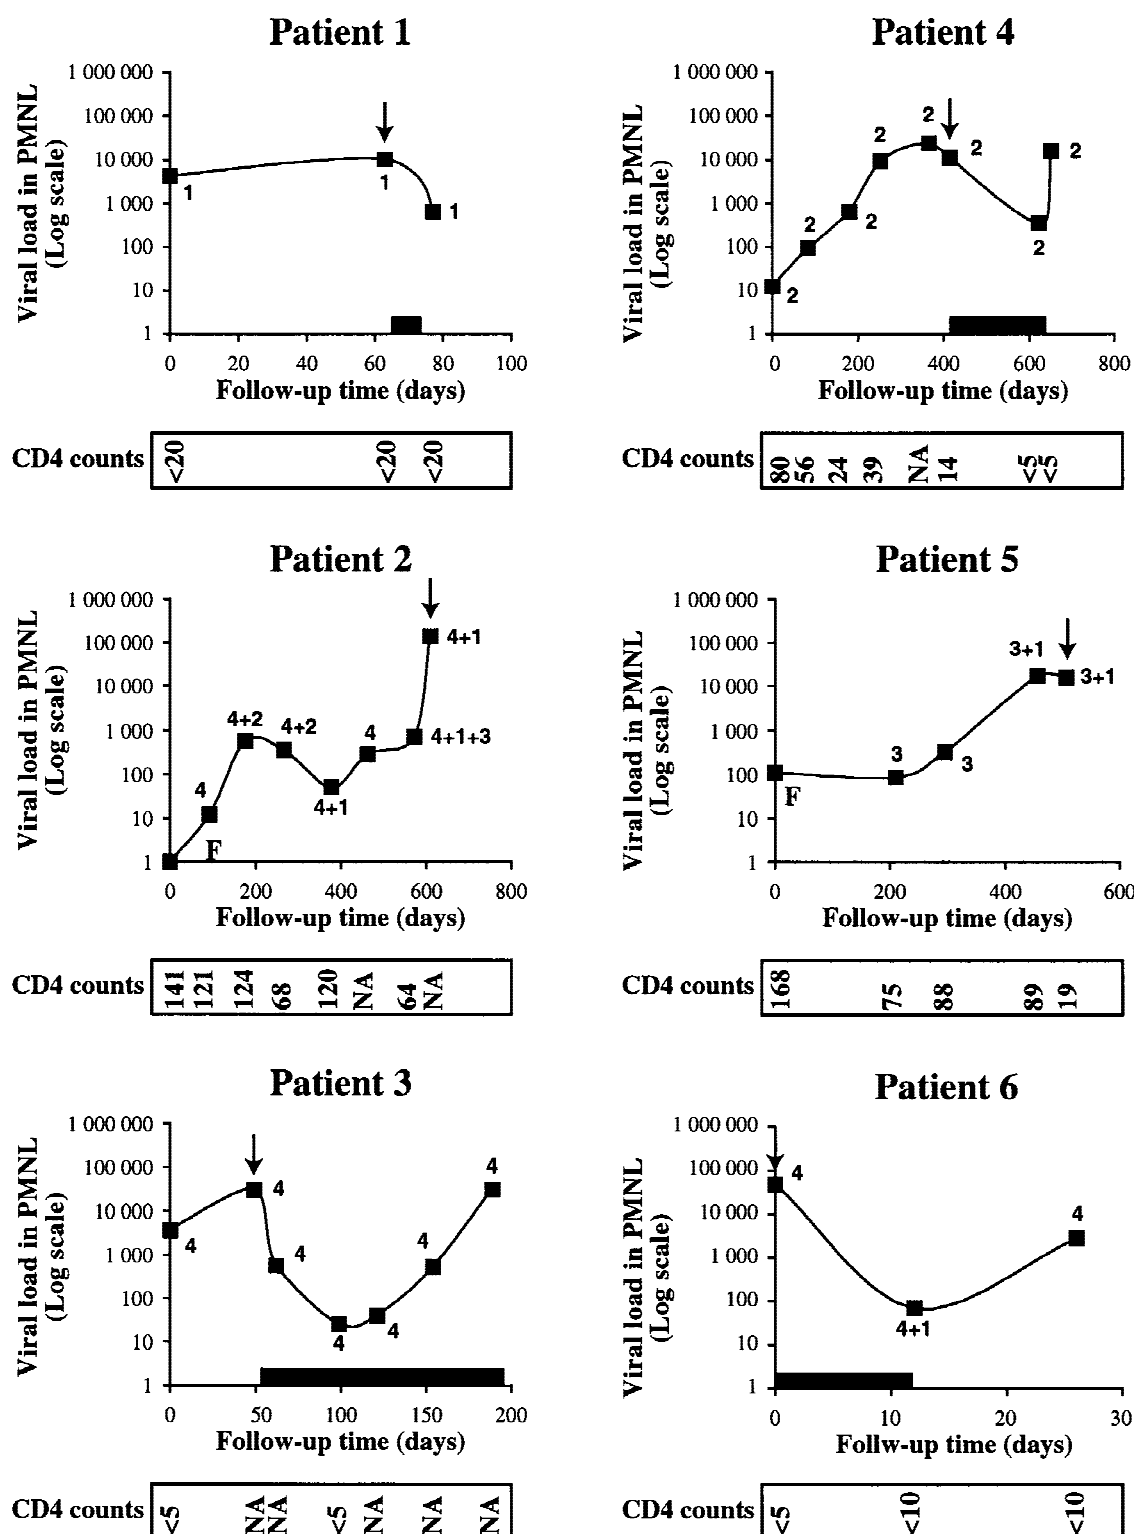 Patient 1
Viral load in PMNL
(Log scale)
1 000 000
100 000
10 000
1 000
100
10
1
1
1
1
0 20 40 60 80 100
Follow-up time (days)
CD4 counts
<20 <20 <20
Patient 4
Viral load in PMNL
(Log scale)
1 000 000
100 000
10 000
1 000
100
10
1
2
2
2
2
2
2
2
2
0 200 400 600 800
Follow-up time (days)
CD4 counts
80 56 24 39 NA 14 <5 <5
Patient 2
Viral load in PMNL
(Log scale)
1 000 000
100 000
10 000
1 000
100
10
1
4
F
4+2
4+2
4+1
4
4+1+3
4+1
0 200 400 600 800
Follow-up time (days)
CD4 counts
141 121 124 68 120 NA 64 NA
Patient 5
Viral load in PMNL
(Log scale)
1 000 000
100 000
10 000
1 000
100
10
1
F
3
3
3+1
3+1
0 200 400 600
Follow-up time (days)
CD4 counts
168 75 88 89 19
Patient 3
Viral load in PMNL
(Log scale)
1 000 000
100 000
10 000
1 000
100
10
1
4
4
4
4
4
4
4
0 50 100 150 200
Follow-up time (days)
CD4 counts
<5 NA NA <5 NA NA NA
Patient 6
Viral load in PMNL
(Log scale)
1 000 000
100 000
10 000
1 000
100
10
1
4
4+1
4
0 10 20 30
Follw-up time (days)
CD4 counts
<5 <10 <10